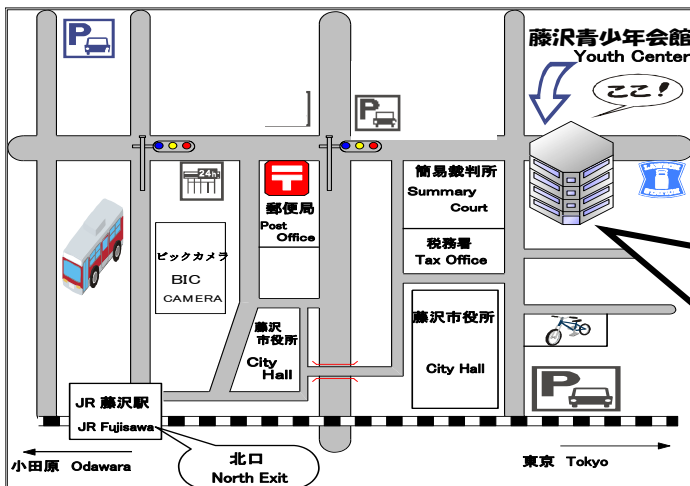 P
藤沢青少年会館
Youth Center
ここ！
P
24h
〒
郵便局
Post
Office
簡易裁判所
Summary
Court
税務署
Tax Office
ビックカメラ
BIC
CAMERA
藤沢
市役所
City
Hall
藤沢市役所
City Hall
P
JR 藤沢駅
JR Fujisawa
小田原 Odawara
北口
North Exit
東京 Tokyo